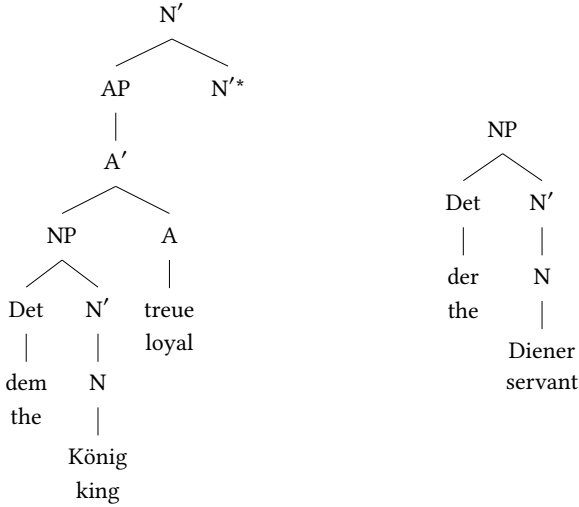 N′
AP N′*
A′
NP A
Det N′ treue
loyal
dem
the
N
König
king
NP
Det N′
der
the
N
Diener
servant